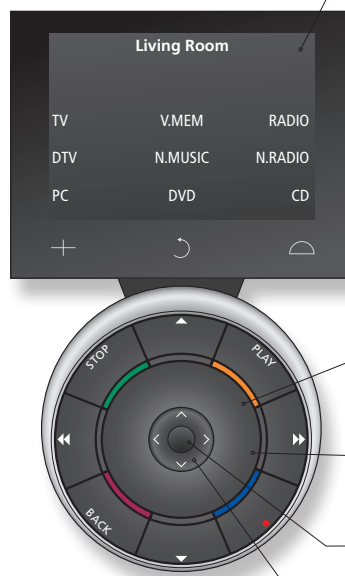 Living Room
TV V.MEM RADIO
DTV N.MUSIC N.RADIO
PC DVD CD
STOP PLAY
BACK